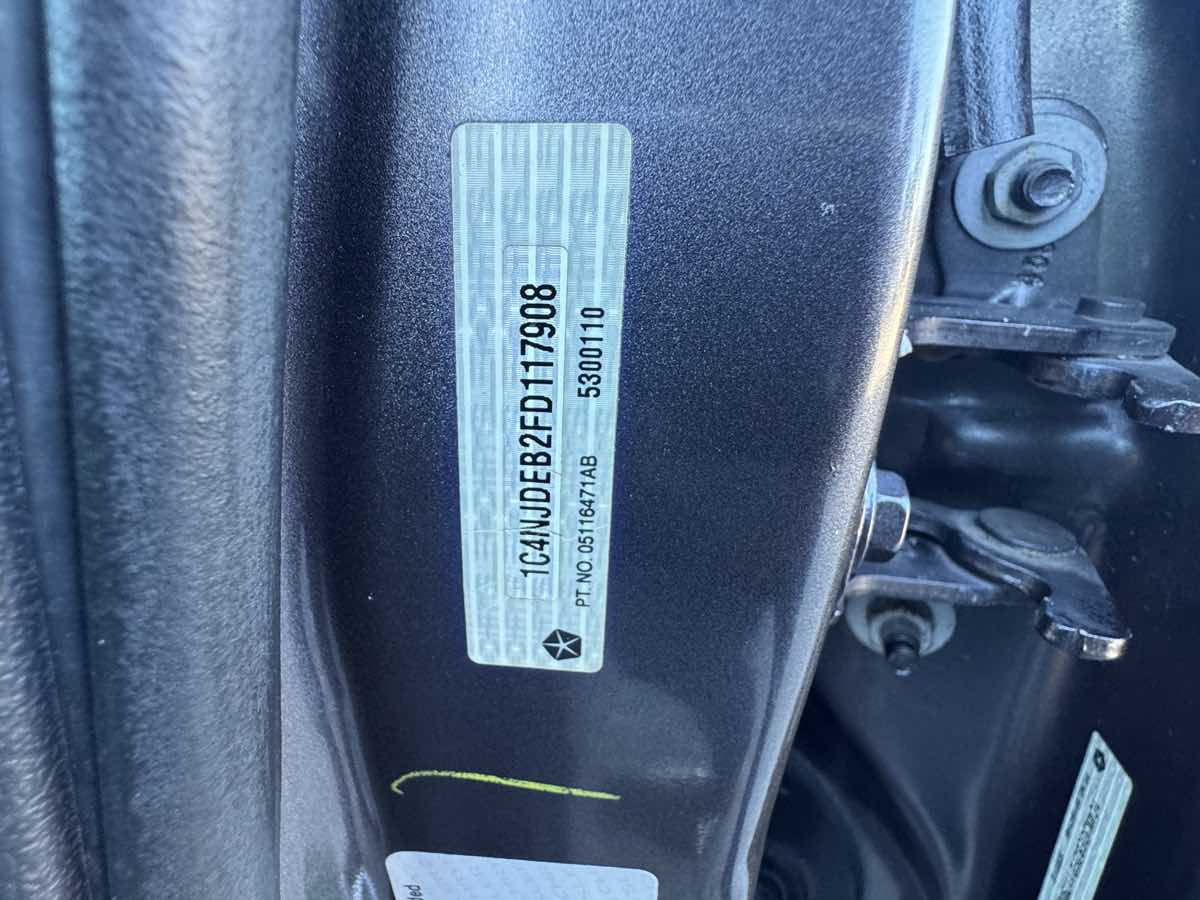 1C4NJDEB2FD117908
PT. NO. 05116471AB 5300110